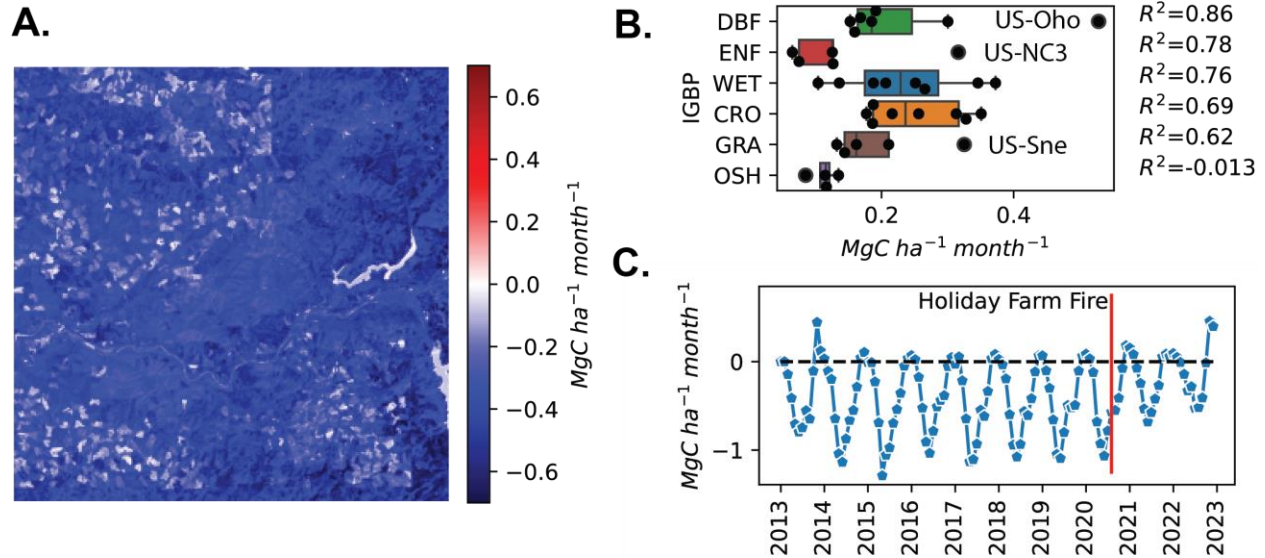 A.
0.6
0.4
0.2
0.0
−0.2
−0.4
−0.6
MgC ha⁻¹ month⁻¹
B.
IGBP
DBF US-Oho R²=0.86
ENF US-NC3 R²=0.78
WET R²=0.76
CRO R²=0.69
GRA US-Sne R²=0.62
OSH R²=-0.013
0.2 0.4
MgC ha⁻¹ month⁻¹
C.
Holiday Farm Fire
MgC ha⁻¹ month⁻¹
0
−1
2013 2014 2015 2016 2017 2018 2019 2020 2021 2022 2023